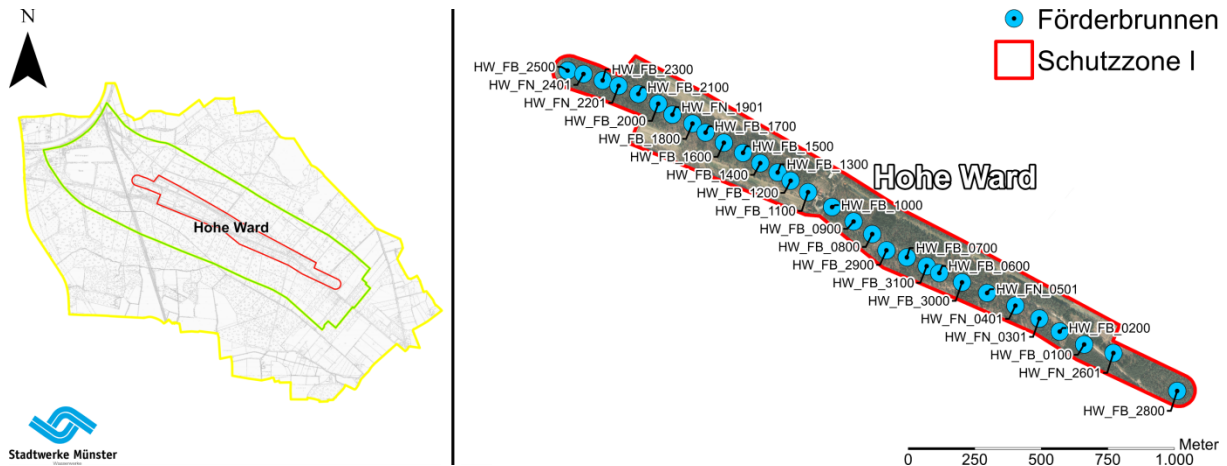 N
Hohe Ward
Stadtwerke Münster
Förderbrunnen
Schutzzone I
HW_FB_2500
HW_FB_2300
HW_FN_2401
HW_FB_2100
HW_FN_2201
HW_FN_1901
HW_FB_2000
HW_FB_1700
HW_FB_1800
HW_FB_1500
HW_FB_1600
HW_FB_1300
HW_FB_1400
Hohe Ward
HW_FB_1200
HW_FB_1100
HW_FB_1000
HW_FB_0900
HW_FB_0800
HW_FB_0700
HW_FB_2900
HW_FB_0600
HW_FB_3100
HW_FN_0501
HW_FB_3000
HW_FN_0401
HW_FB_0200
HW_FN_0301
HW_FB_0100
HW_FN_2601
HW_FB_2800
Meter
0 250 500 750 1.000